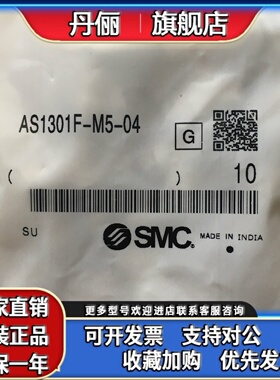 丹俪 旗舰店
AS1301F-M5-04
G
( ) 10
SU SMC MADE IN INDIA
家直销 更多型号欢迎进店联系客服咨询
装正品 可开发票 支持对公
保一年 收藏加购 优先发